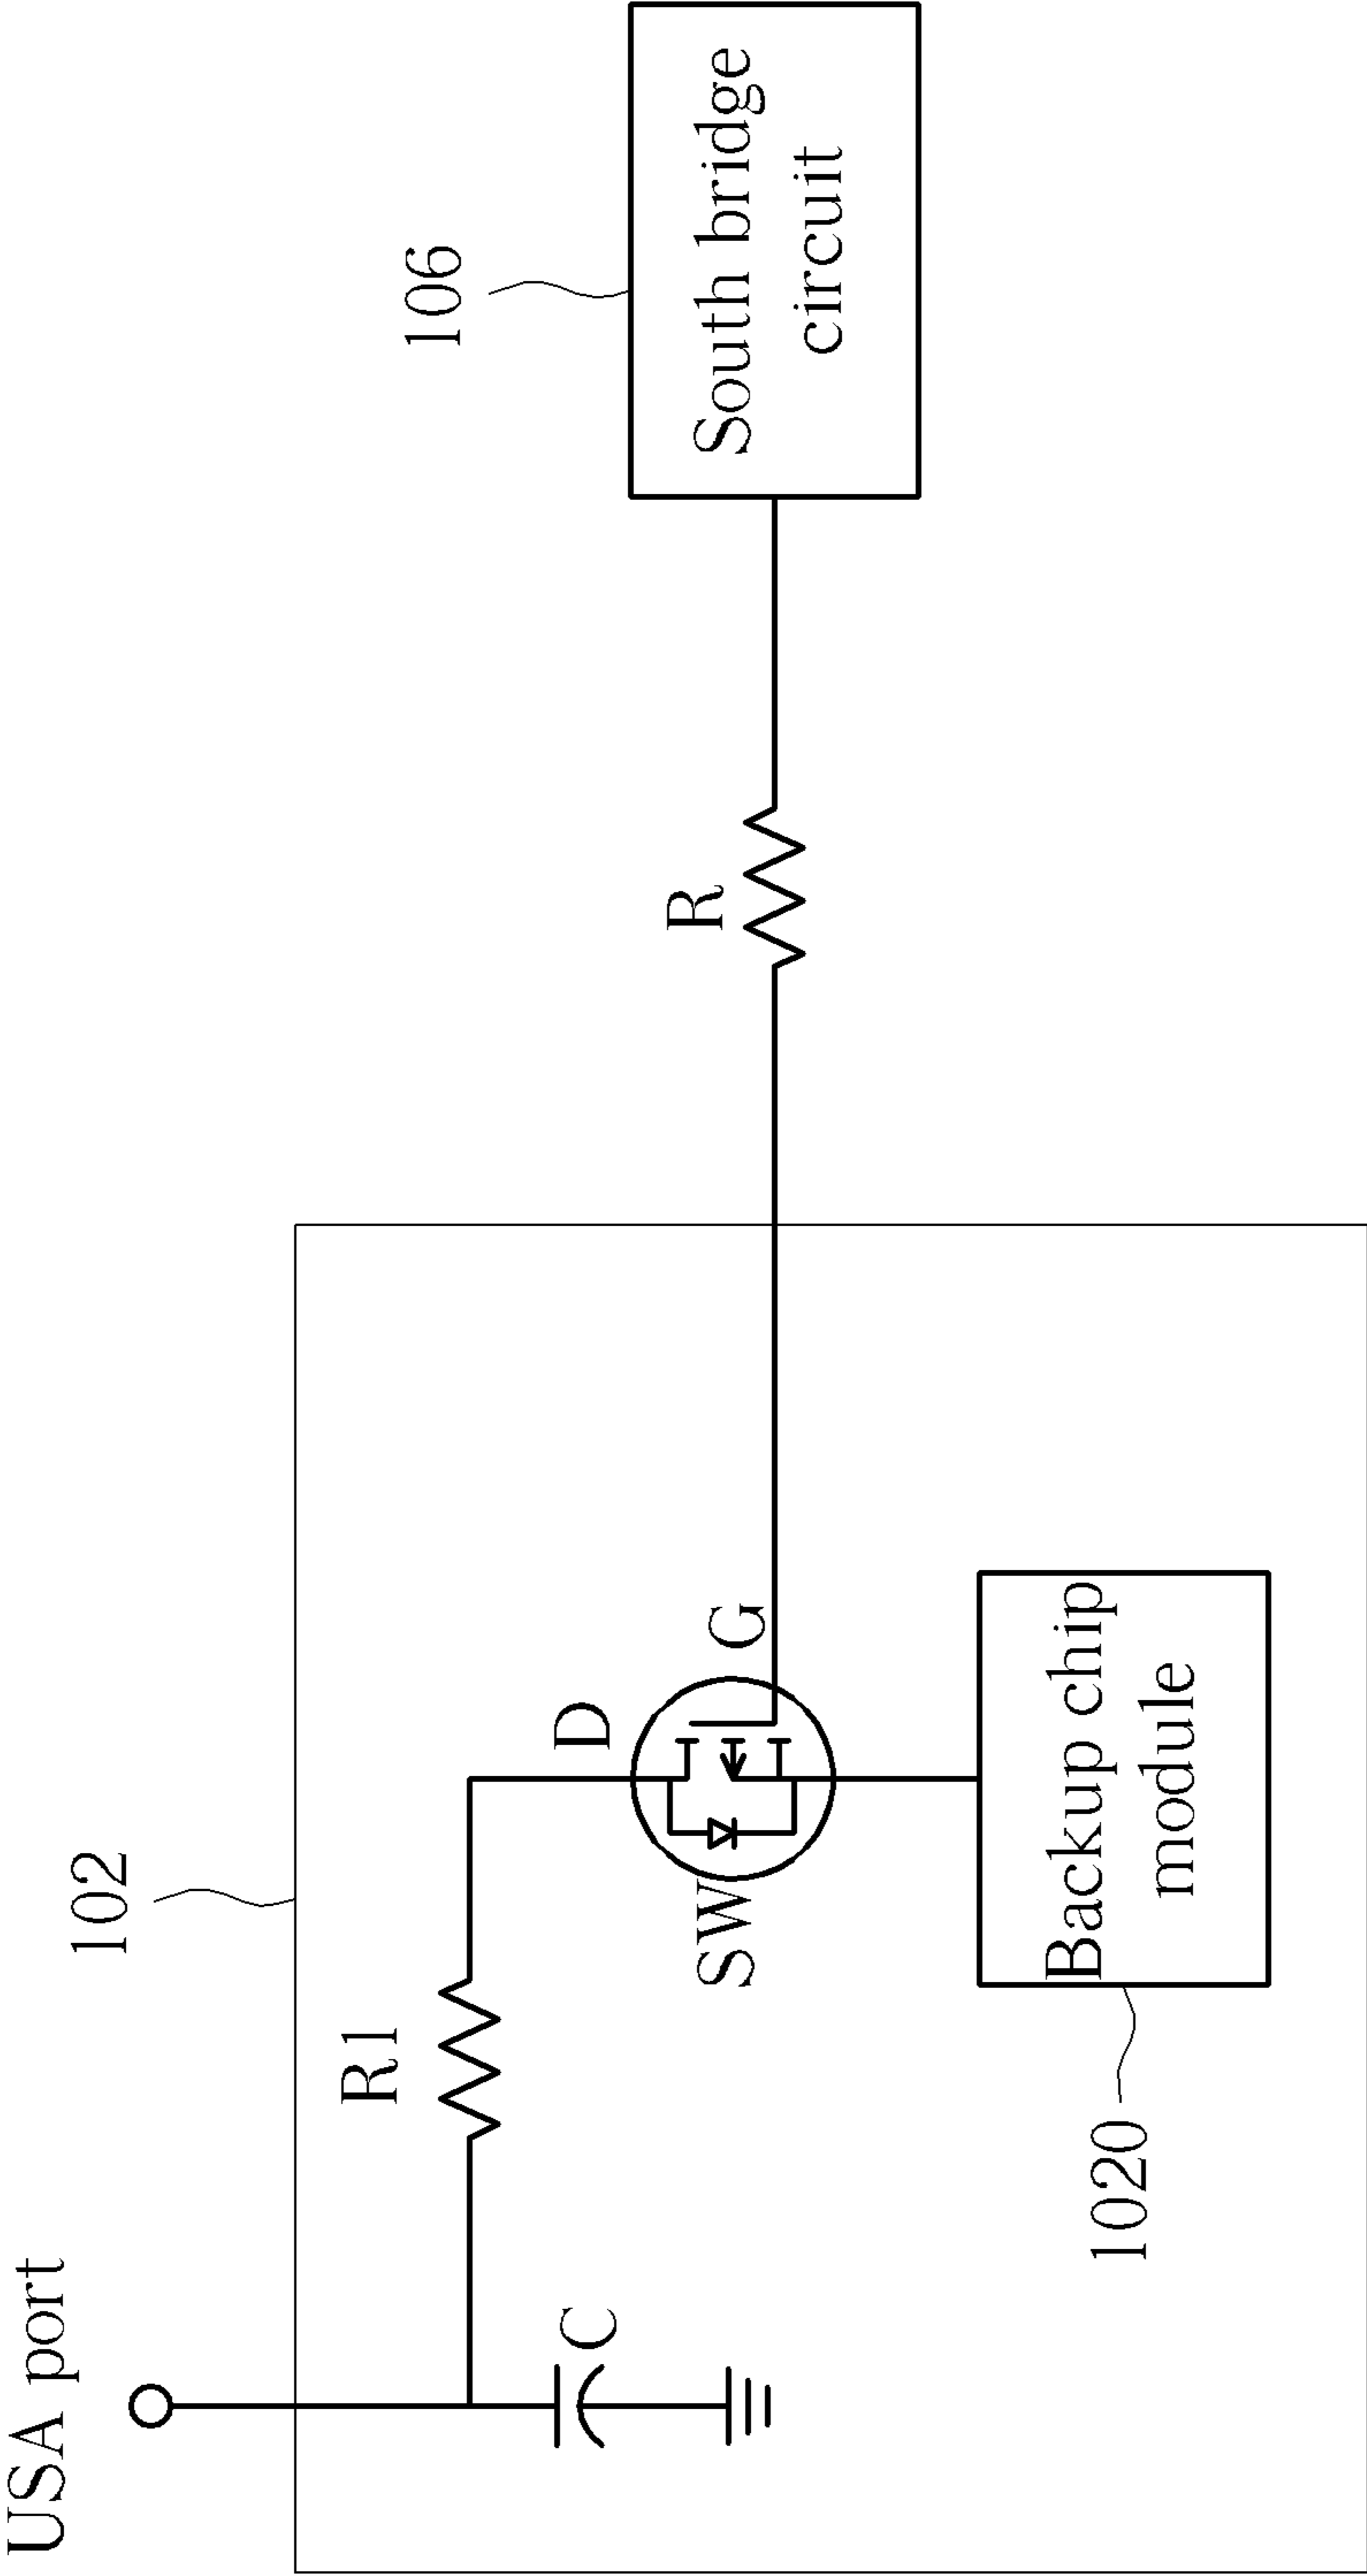 USA port
102
106
R1
D
C
SW
G
R
South bridge
circuit
1020
Backup chip
module